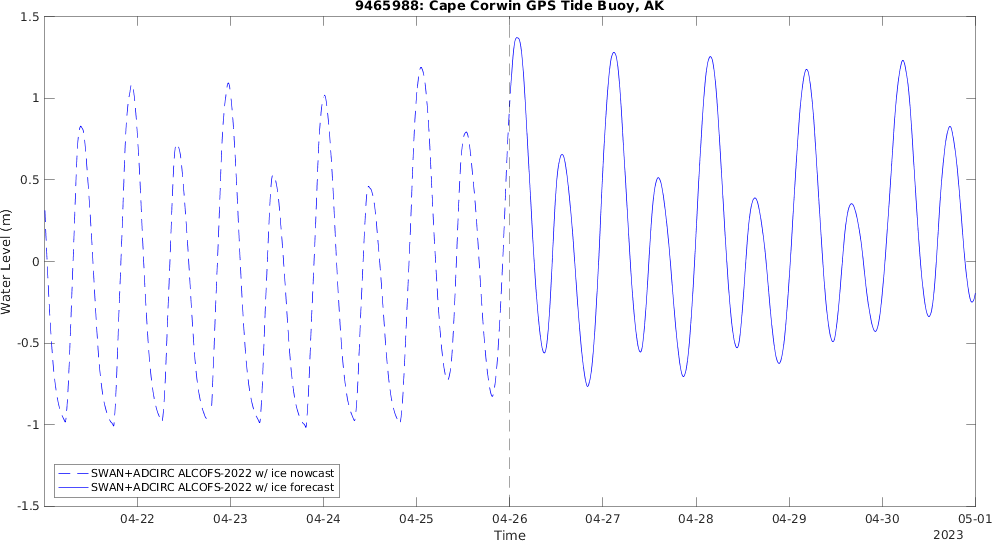 9465988: Cape Corwin GPS Tide Buoy, AK
1.5
1
0.5
0
-0.5
-1
-1.5
Water Level (m)
SWAN+ADCIRC ALCOFS-2022 w/ ice nowcast
SWAN+ADCIRC ALCOFS-2022 w/ ice forecast
04-22 04-23 04-24 04-25 04-26 04-27 04-28 04-29 04-30 05-01
Time
2023